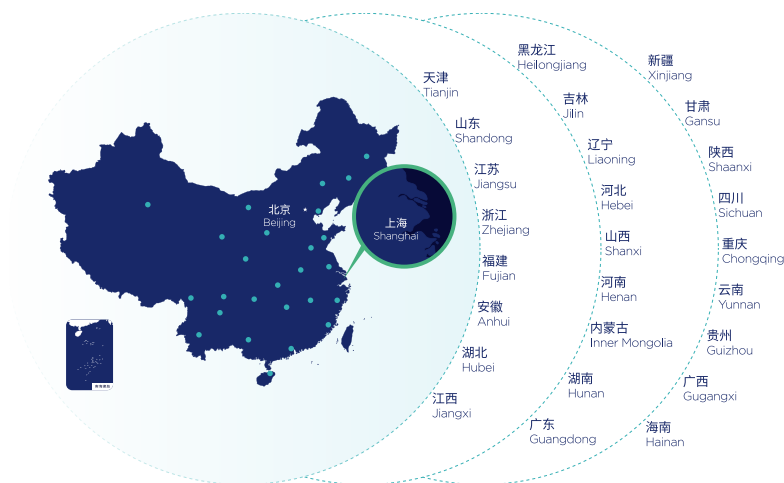 北京
Beijing
上海
Shanghai
天津
Tianjin
山东
Shandong
江苏
Jiangsu
浙江
Zhejiang
福建
Fujian
安徽
Anhui
湖北
Hubei
江西
Jiangxi
黑龙江
Heilongjiang
吉林
Jilin
辽宁
Liaoning
河北
Hebei
山西
Shanxi
河南
Henan
内蒙古
Inner Mongolia
湖南
Hunan
广东
Guangdong
新疆
Xinjiang
甘肃
Gansu
陕西
Shaanxi
四川
Sichuan
重庆
Chongqing
云南
Yunnan
贵州
Guizhou
广西
Gugangxi
海南
Hainan